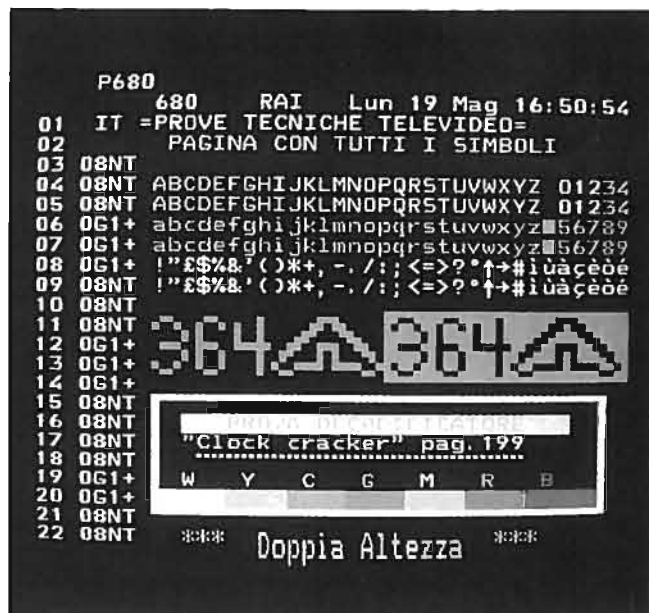 P680
680 RAI Lun 19 Mag 16:50:54
01 IT =PROVE TECNICHE TELEVIDEO=
02 PAGINA CON TUTTI I SIMBOLI
03 08NT
04 08NT ABCDEFGHIJKLMNOPQRSTUVWXYZ 01234
05 08NT ABCDEFGHIJKLMNOPQRSTUVWXYZ 01234
06 0G1+ abcdefghijklmnopqrstuvwxyz■56789
07 0G1+ abcdefghijklmnopqrstuvwxyz■56789
08 0G1+ !"£$%&'()*+,-./:;<=>?°↑→#ìùàçèòé
09 08NT !"£$%&'()*+,-./:;<=>?°↑→#ìùàçèòé
10 08NT
11 08NT
12 0G1+ 364 364
13 0G1+
14 0G1+
15 08NT
16 08NT PROVA DECODIFICATORE
17 08NT "Clock cracker" pag.199
18 08NT
19 0G1+ W Y C G M R B
20 0G1+
21 08NT
22 08NT *** Doppia Altezza ***